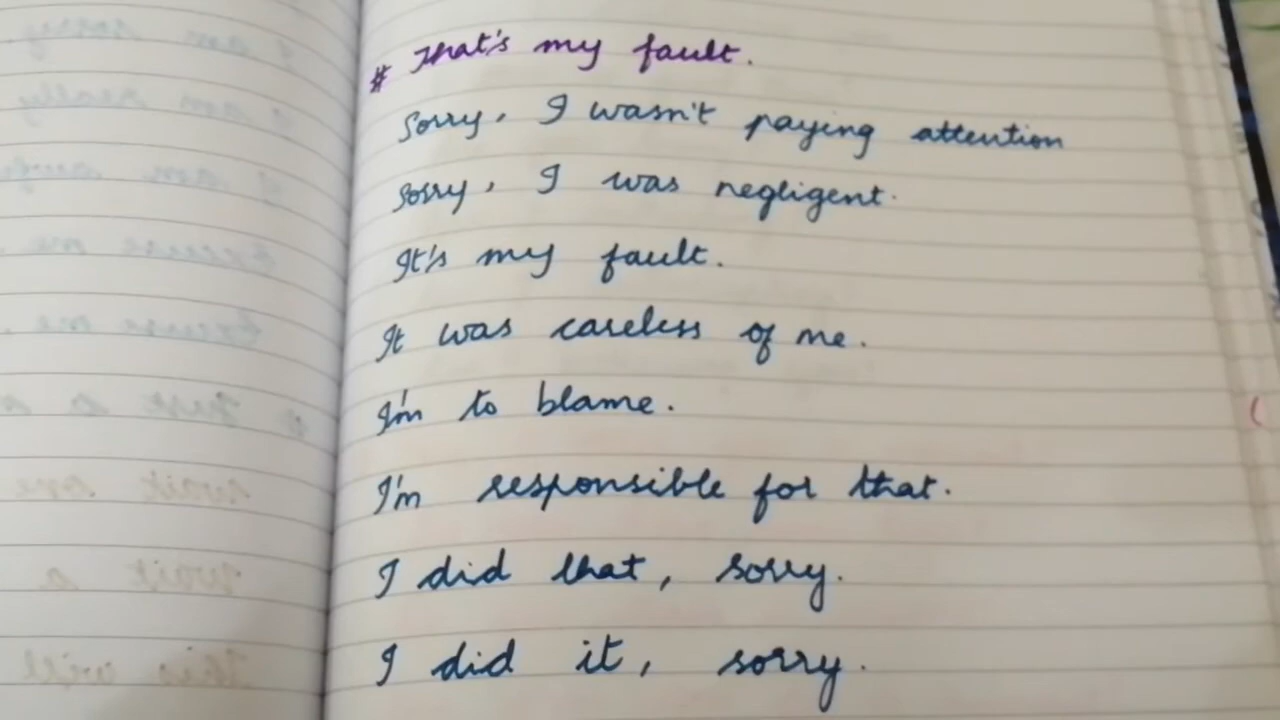 # That's my fault.
Sorry, I wasn't paying attention
Sorry, I was negligent.
It's my fault.
It was careless of me.
I'm to blame.
I'm responsible for that.
I did that, sorry.
I did it, sorry.